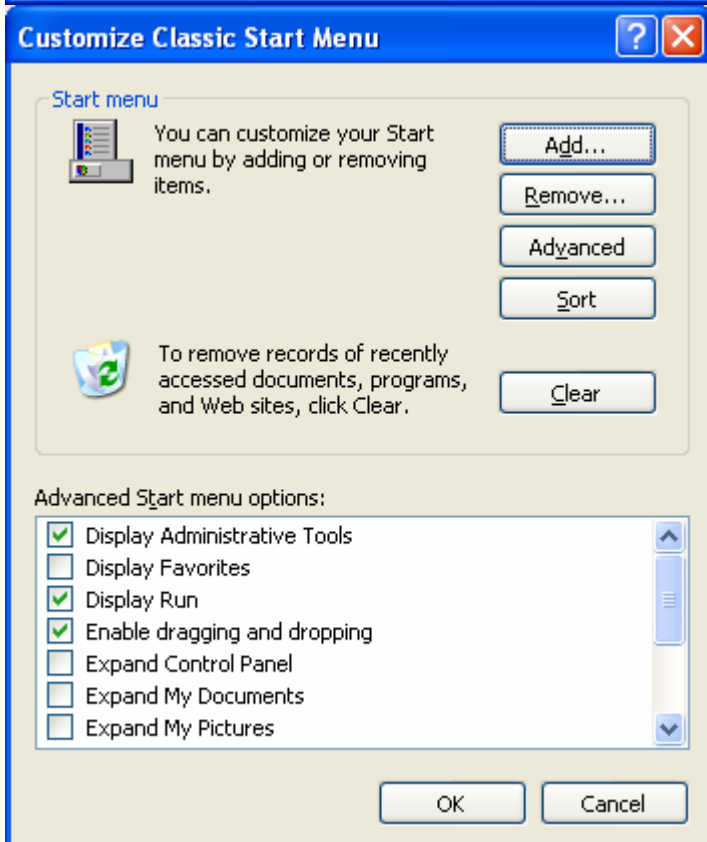 Customize Classic Start Menu
Start menu
You can customize your Start
menu by adding or removing
items.
Add...
Remove...
Advanced
Sort
To remove records of recently
accessed documents, programs,
and Web sites, click Clear.
Clear
Advanced Start menu options:
Display Administrative Tools
Display Favorites
Display Run
Enable dragging and dropping
Expand Control Panel
Expand My Documents
Expand My Pictures
OK
Cancel